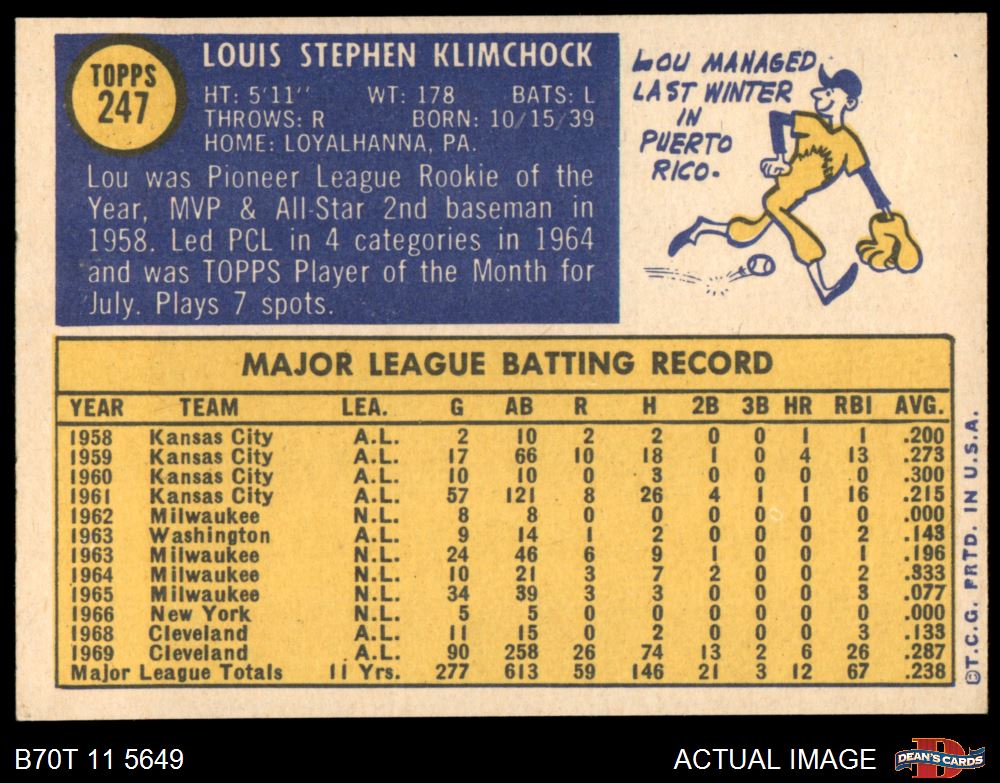 TOPPS
247
LOUIS STEPHEN KLIMCHOCK
HT: 5'11" WT: 178 BATS: L
THROWS: R BORN: 10/15/39
HOME: LOYALHANNA, PA.
Lou was Pioneer League Rookie of the
Year, MVP & All-Star 2nd baseman in
1958. Led PCL in 4 categories in 1964
and was TOPPS Player of the Month for
July. Plays 7 spots.
LOU MANAGED
LAST WINTER
IN
PUERTO
RICO.
MAJOR LEAGUE BATTING RECORD
YEAR TEAM LEA. G AB R H 2B 3B HR RBI AVG.
1958 Kansas City A.L. 2 10 2 2 0 0 1 1 .200
1959 Kansas City A.L. 17 66 10 18 1 0 4 13 .273
1960 Kansas City A.L. 10 10 0 3 0 0 0 0 .300
1961 Kansas City A.L. 57 121 8 26 4 1 1 16 .215
1962 Milwaukee N.L. 8 8 0 0 0 0 0 0 .000
1963 Washington A.L. 9 14 1 2 0 0 0 2 .143
1963 Milwaukee N.L. 24 46 6 9 1 0 0 1 .196
1964 Milwaukee N.L. 10 21 3 7 2 0 0 2 .333
1965 Milwaukee N.L. 34 39 3 3 0 0 0 3 .077
1966 New York N.L. 5 5 0 0 0 0 0 0 .000
1968 Cleveland A.L. 11 15 0 2 0 0 0 3 .133
1969 Cleveland A.L. 90 258 26 74 13 2 6 26 .287
Major League Totals 11 Yrs. 277 613 59 146 21 3 12 67 .238
©T.C.G. PRTD. IN U.S.A.
B70T 11 5649
ACTUAL IMAGE
DEAN'S CARDS